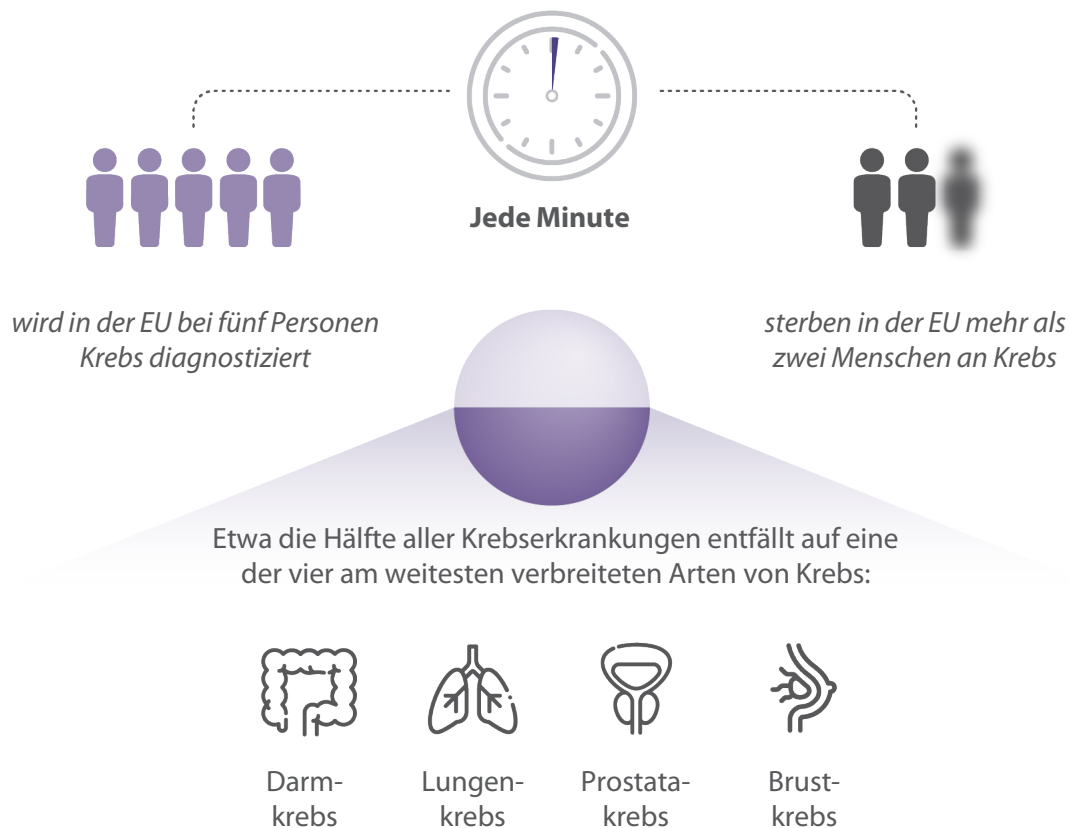 Jede Minute
wird in der EU bei fünf Personen
Krebs diagnostiziert
sterben in der EU mehr als
zwei Menschen an Krebs
Etwa die Hälfte aller Krebserkrankungen entfällt auf eine
der vier am weitesten verbreiteten Arten von Krebs:
Darm-
krebs
Lungen-
krebs
Prostata-
krebs
Brust-
krebs